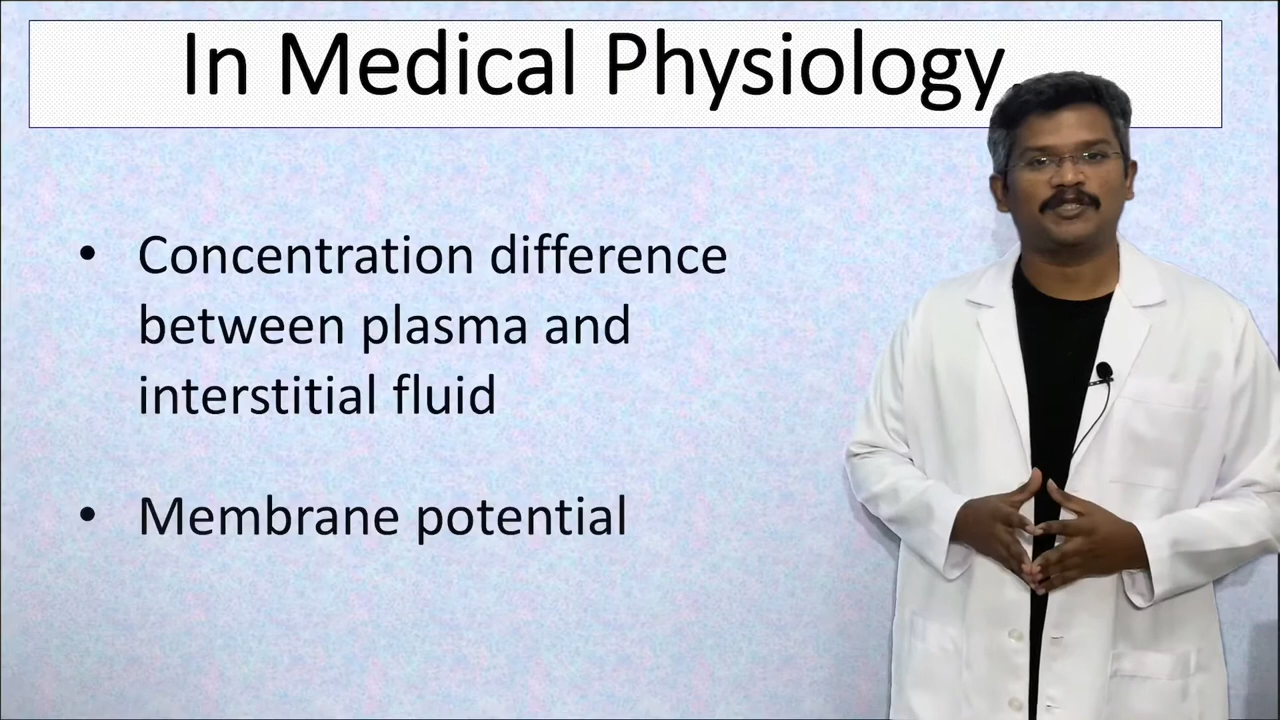 In Medical Physiology.
• Concentration difference
between plasma and
interstitial fluid
• Membrane potential